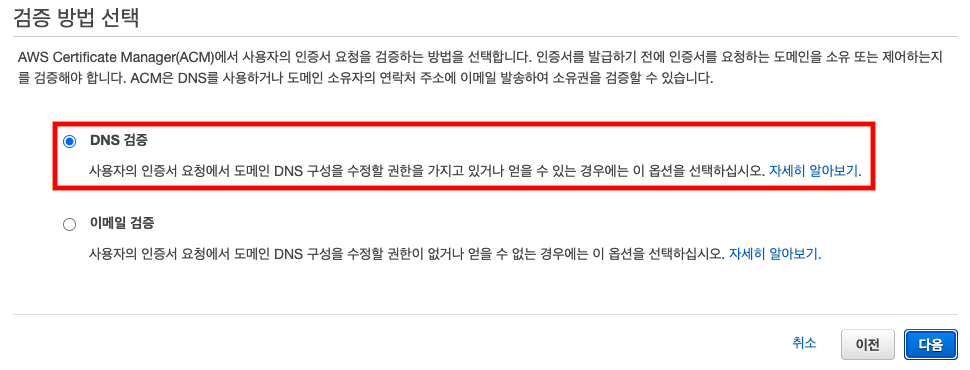 검증 방법 선택
AWS Certificate Manager(ACM)에서 사용자의 인증서 요청을 검증하는 방법을 선택합니다. 인증서를 발급하기 전에 인증서를 요청하는 도메인을 소유 또는 제어하는지
를 검증해야 합니다. ACM은 DNS를 사용하거나 도메인 소유자의 연락처 주소에 이메일 발송하여 소유권을 검증할 수 있습니다.
DNS 검증
사용자의 인증서 요청에서 도메인 DNS 구성을 수정할 권한을 가지고 있거나 얻을 수 있는 경우에는 이 옵션을 선택하십시오. 자세히 알아보기.
이메일 검증
사용자의 인증서 요청에서 도메인 DNS 구성을 수정할 권한이 없거나 얻을 수 없는 경우에는 이 옵션을 선택하십시오. 자세히 알아보기.
취소 이전 다음